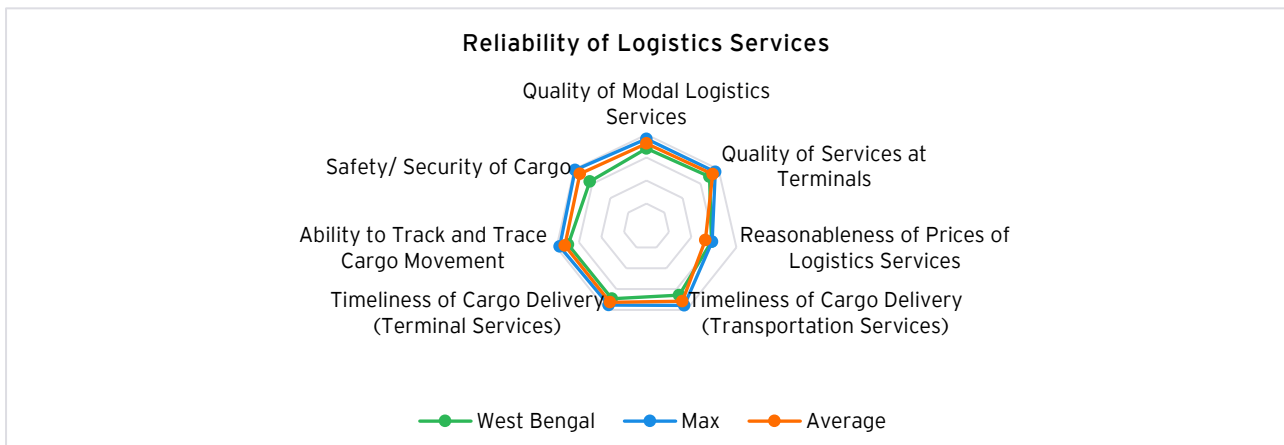 Reliability of Logistics Services
Quality of Modal Logistics
Services
Quality of Services at
Terminals
Reasonableness of Prices of
Logistics Services
Timeliness of Cargo Delivery
(Transportation Services)
Timeliness of Cargo Delivery
(Terminal Services)
Ability to Track and Trace
Cargo Movement
Safety/ Security of Cargo
West Bengal
Max
Average